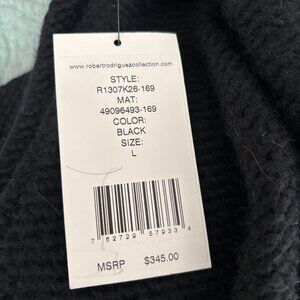 www.robertrodriguezcollection.com
STYLE:
R1307K26-169
MAT:
49096493-169
COLOR:
BLACK
SIZE:
L
7 62729 57933 4
MSRP $345.00